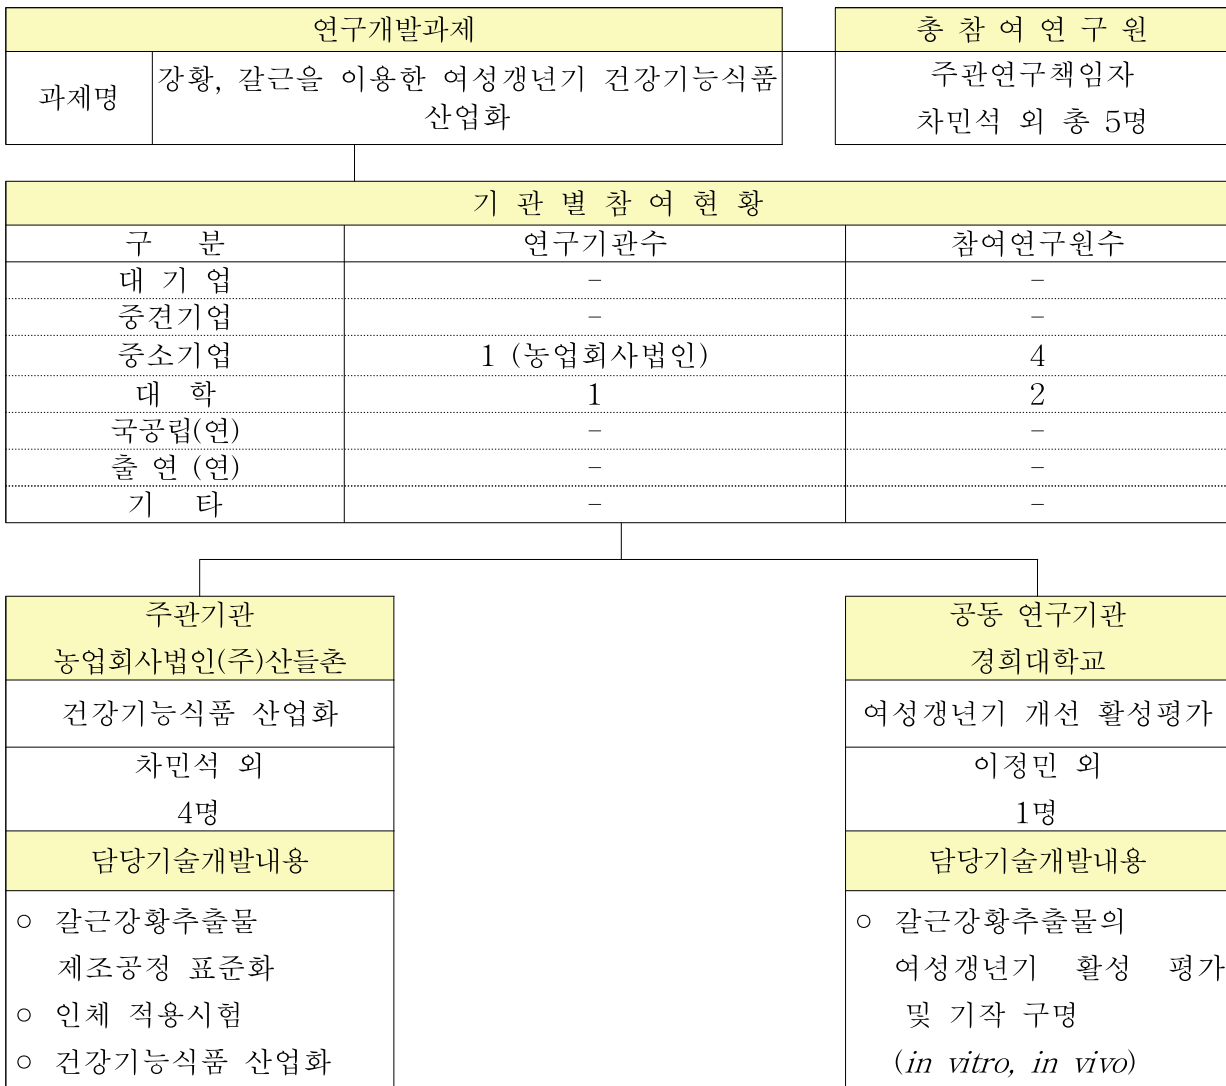 연구개발과제
총 참 여 연 구 원
과제명
강황, 갈근을 이용한 여성갱년기 건강기능식품
산업화
주관연구책임자
차민석 외 총 5명
기 관 별 참 여 현 황
구 분 연구기관수 참여연구원수
대 기 업 – –
중견기업 – –
중소기업 1 (농업회사법인) 4
대 학 1 2
국공립(연) – –
출 연 (연) – –
기 타 – –
주관기관
농업회사법인(주)산들촌
건강기능식품 산업화
차민석 외
4명
담당기술개발내용
○ 갈근강황추출물
제조공정 표준화
○ 인체 적용시험
○ 건강기능식품 산업화
공동 연구기관
경희대학교
여성갱년기 개선 활성평가
이정민 외
1명
담당기술개발내용
○ 갈근강황추출물의
여성갱년기 활성 평가
및 기작 구명
(in vitro, in vivo)